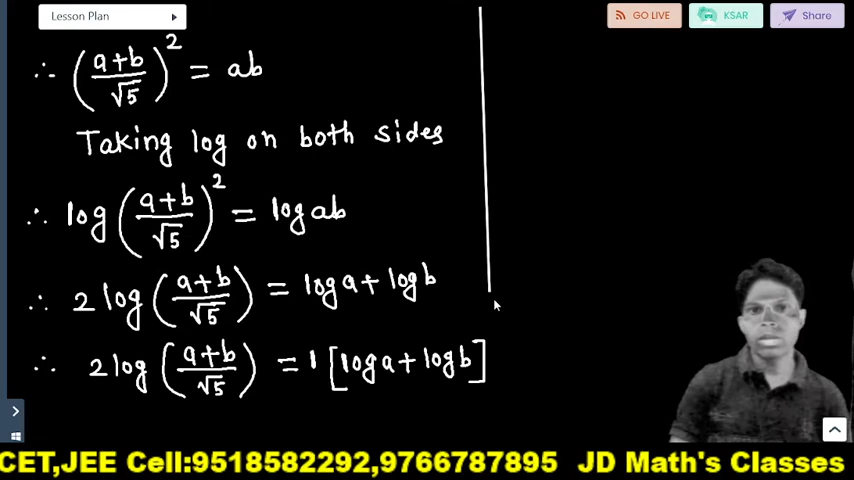 Lesson Plan
GO LIVE
KSAR
Share
∴ ((a+b)/√5)² = ab
Taking log on both sides
∴ log((a+b)/√5)² = log ab
∴ 2 log((a+b)/√5) = log a + log b
∴ 2 log((a+b)/√5) = 1 [log a + log b]
CET,JEE Cell:9518582292,9766787895 JD Math's Classes